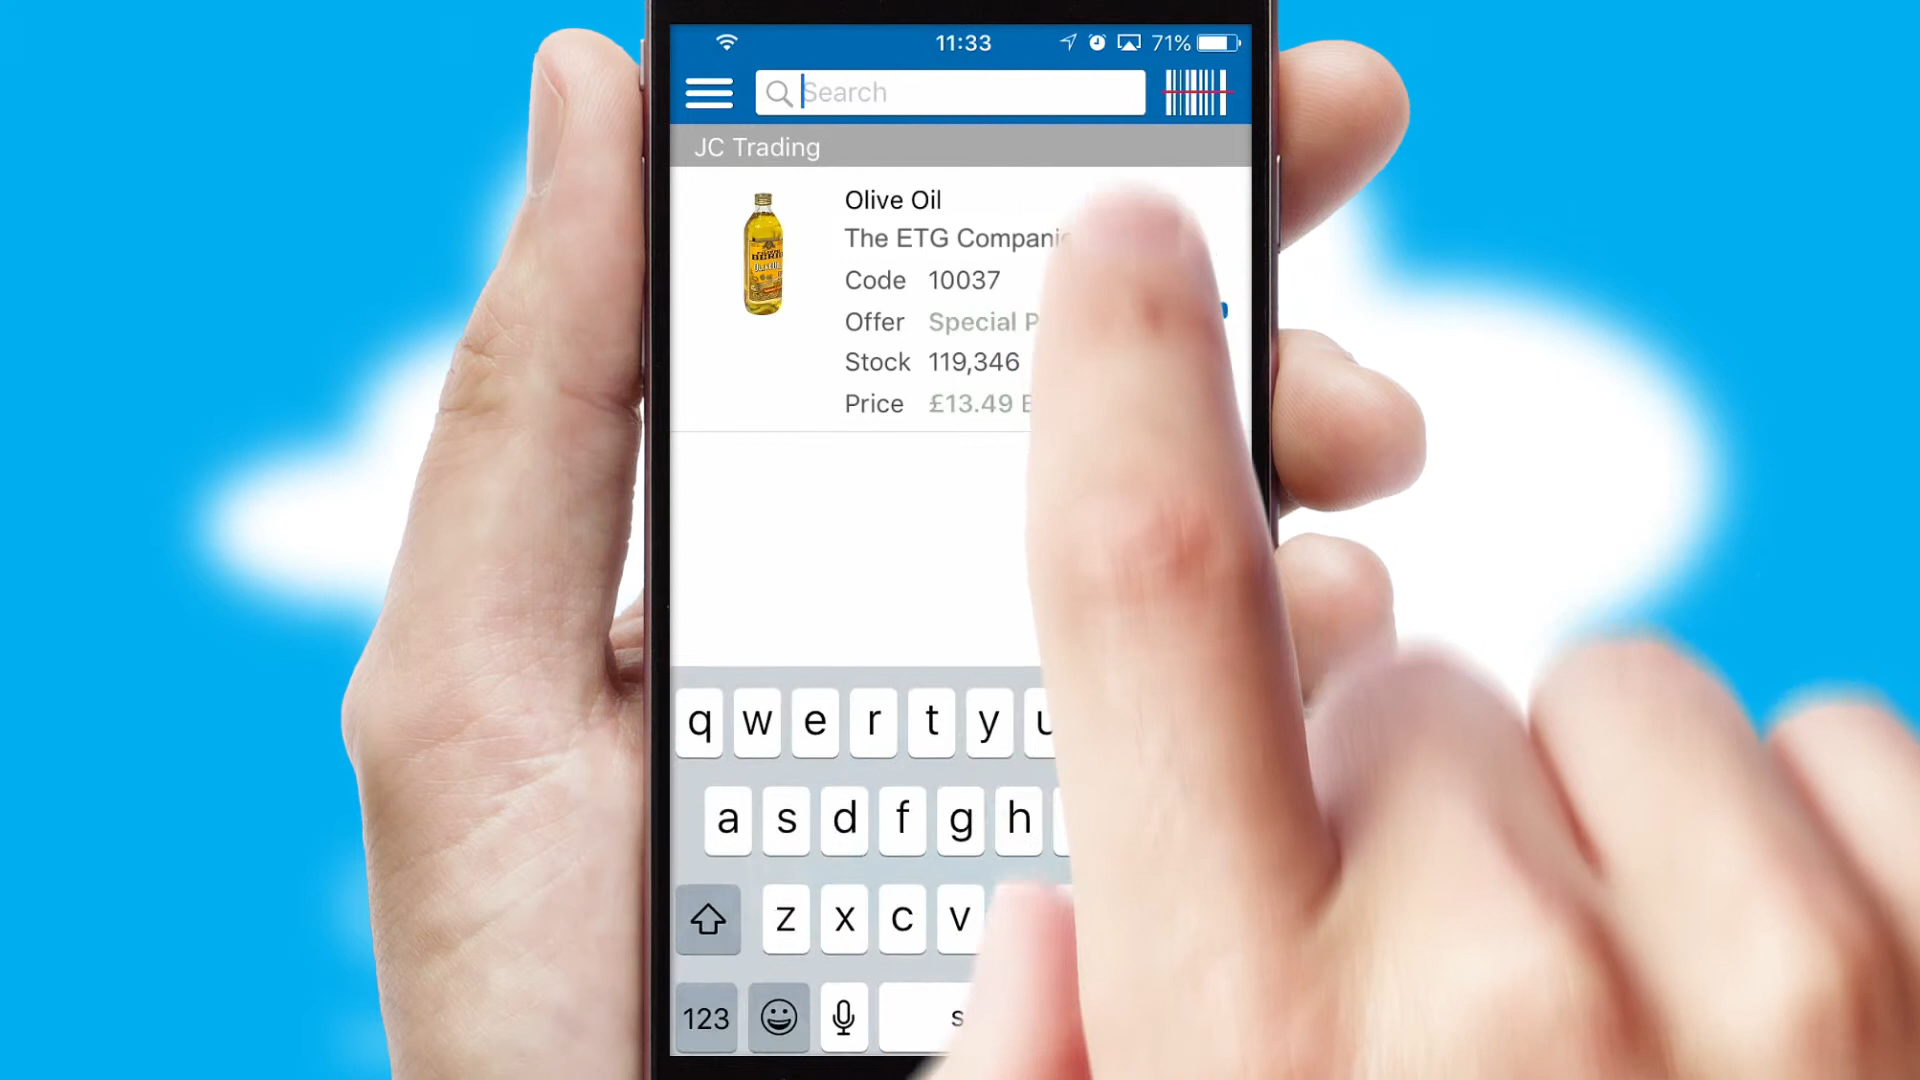 11:33 71%
Search
JC Trading
Olive Oil
The ETG
Code 10037
Offer Special
Stock 119,346
Price £13.49
q w e r t y
a s d f g h
z x c v
123